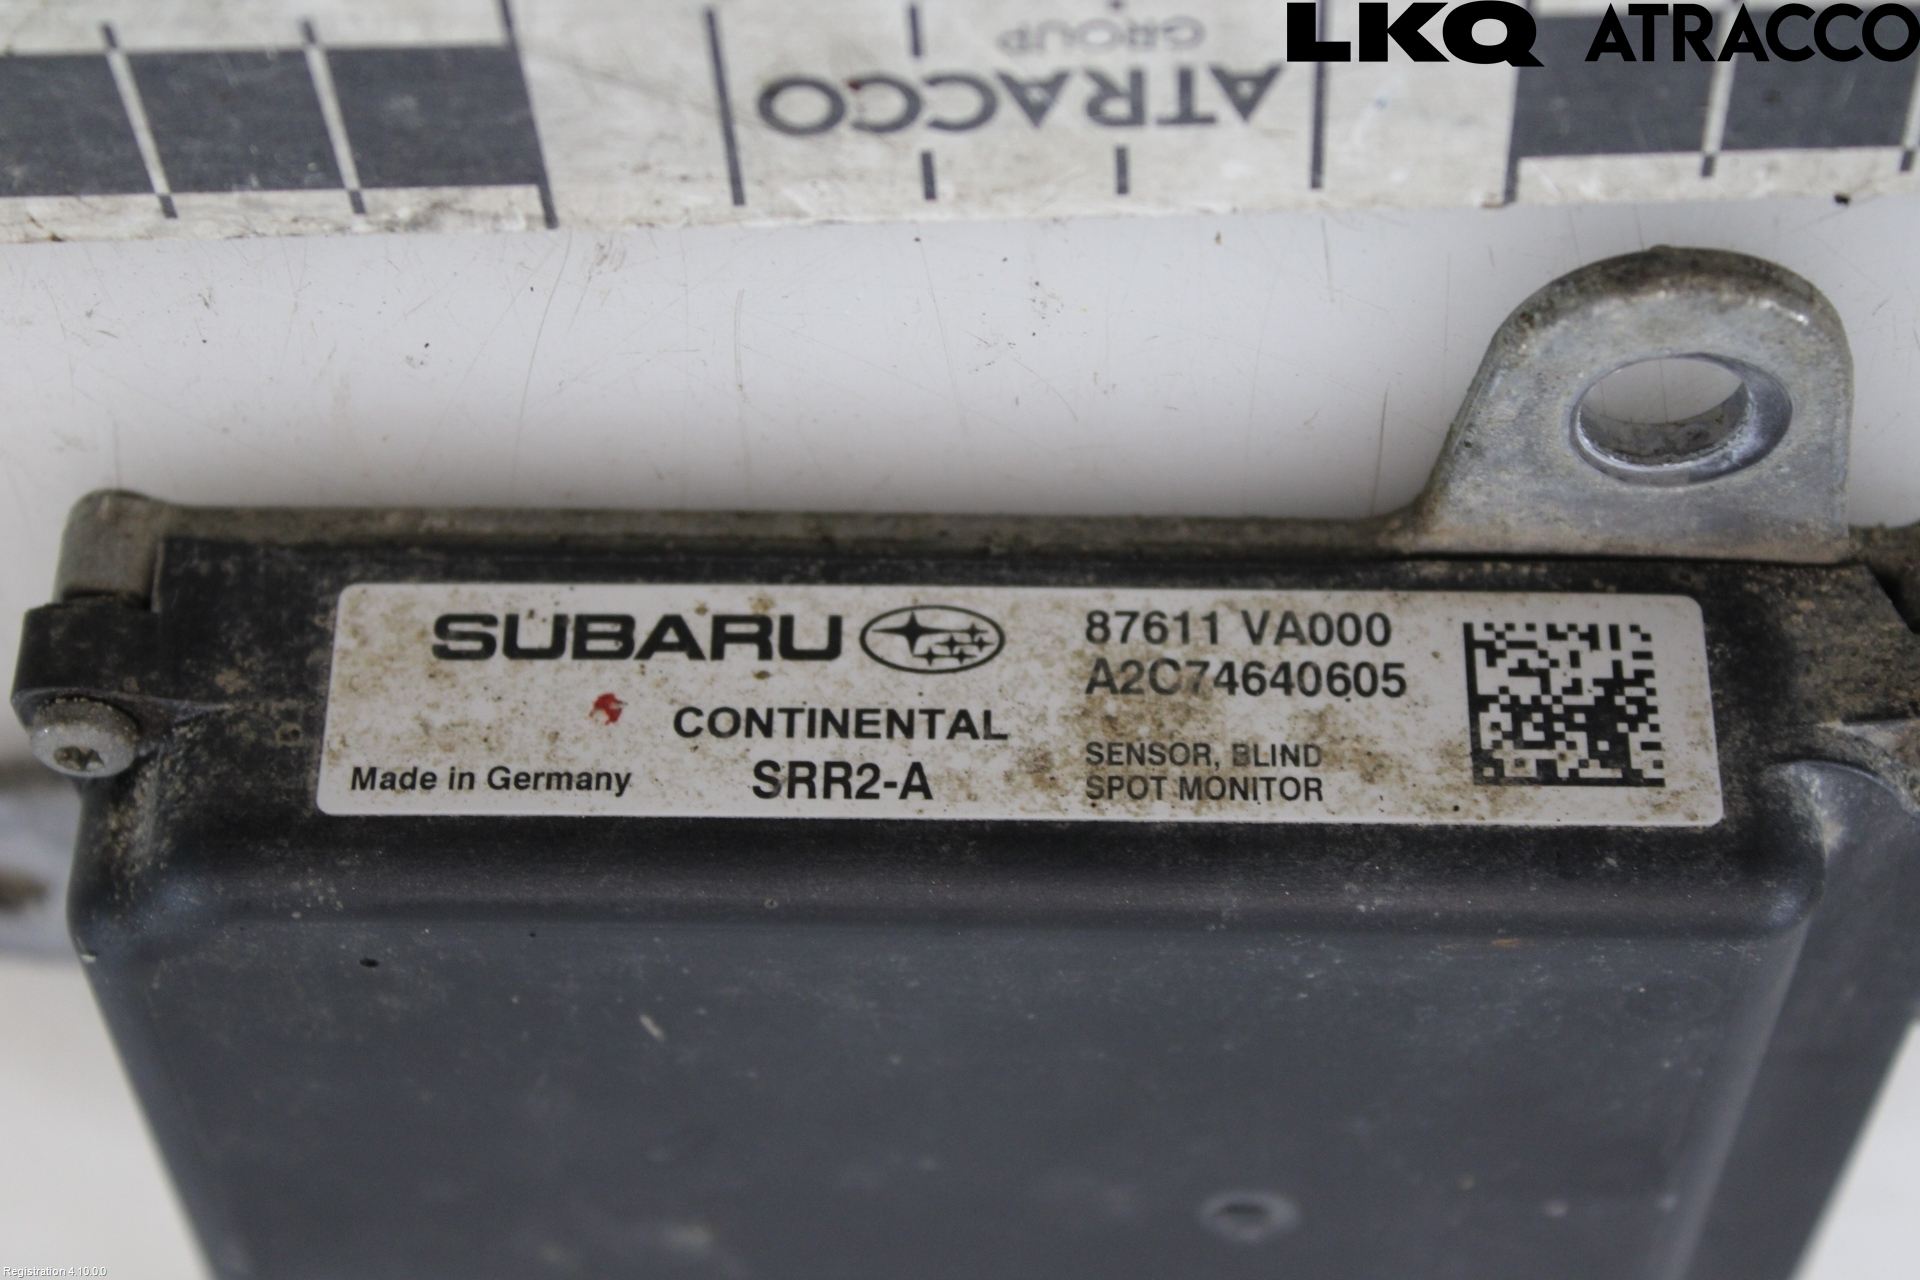 LKQ ATRACCO
GROUP
ATRACCO
SUBARU
87611 VA000
A2C74640605
CONTINENTAL
SENSOR, BLIND
SPOT MONITOR
Made in Germany
SRR2-A
Registration 4.10.0.0